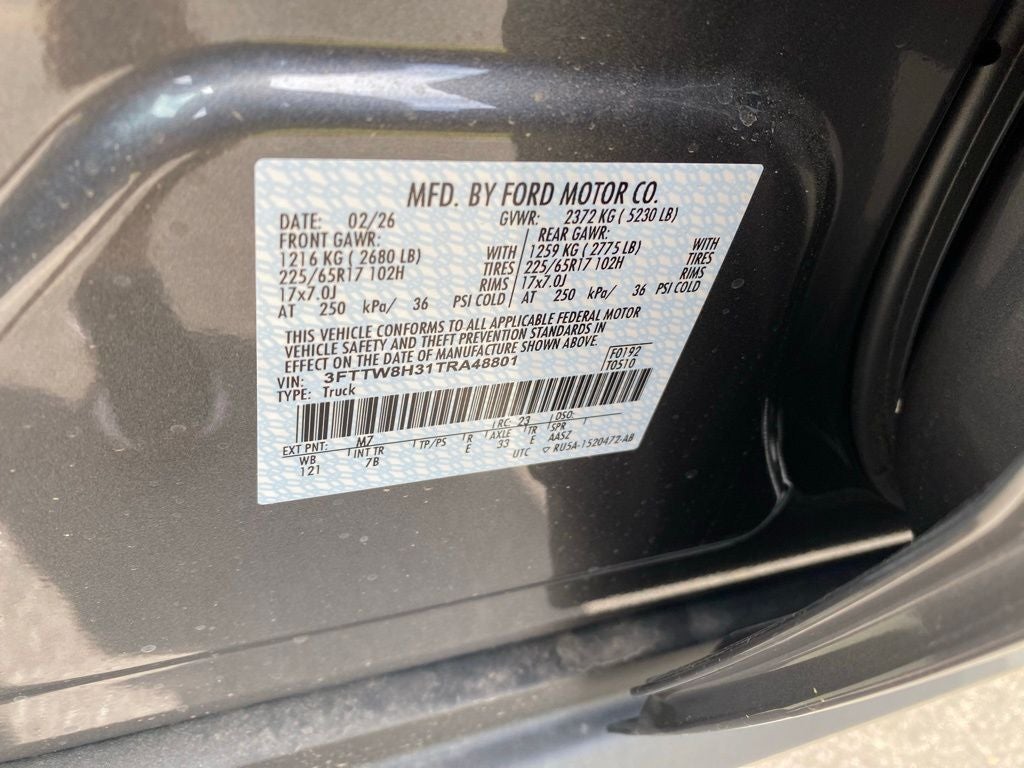 MFD. BY FORD MOTOR CO.
DATE: 02/26 GVWR: 2372 KG ( 5230 LB)
FRONT GAWR: REAR GAWR:
1216 KG ( 2680 LB) WITH 1259 KG ( 2775 LB) WITH
225/65R17 102H TIRES 225/65R17 102H TIRES
17x7.0J RIMS 17x7.0J RIMS
AT 250 kPa/ 36 PSI COLD AT 250 kPa/ 36 PSI COLD
THIS VEHICLE CONFORMS TO ALL APPLICABLE FEDERAL MOTOR
VEHICLE SAFETY AND THEFT PREVENTION STANDARDS IN
EFFECT ON THE DATE OF MANUFACTURE SHOWN ABOVE.
VIN: 3FTTW8H31TRA48801 F0192
TYPE: Truck T0510
EXT PNT: M7 RC: 23 DSO:
WB INT TR TP/PS R AXLE TR SPR
121 7B E 33 E AASZ
UTC ▽ RU5A-1520472-AB